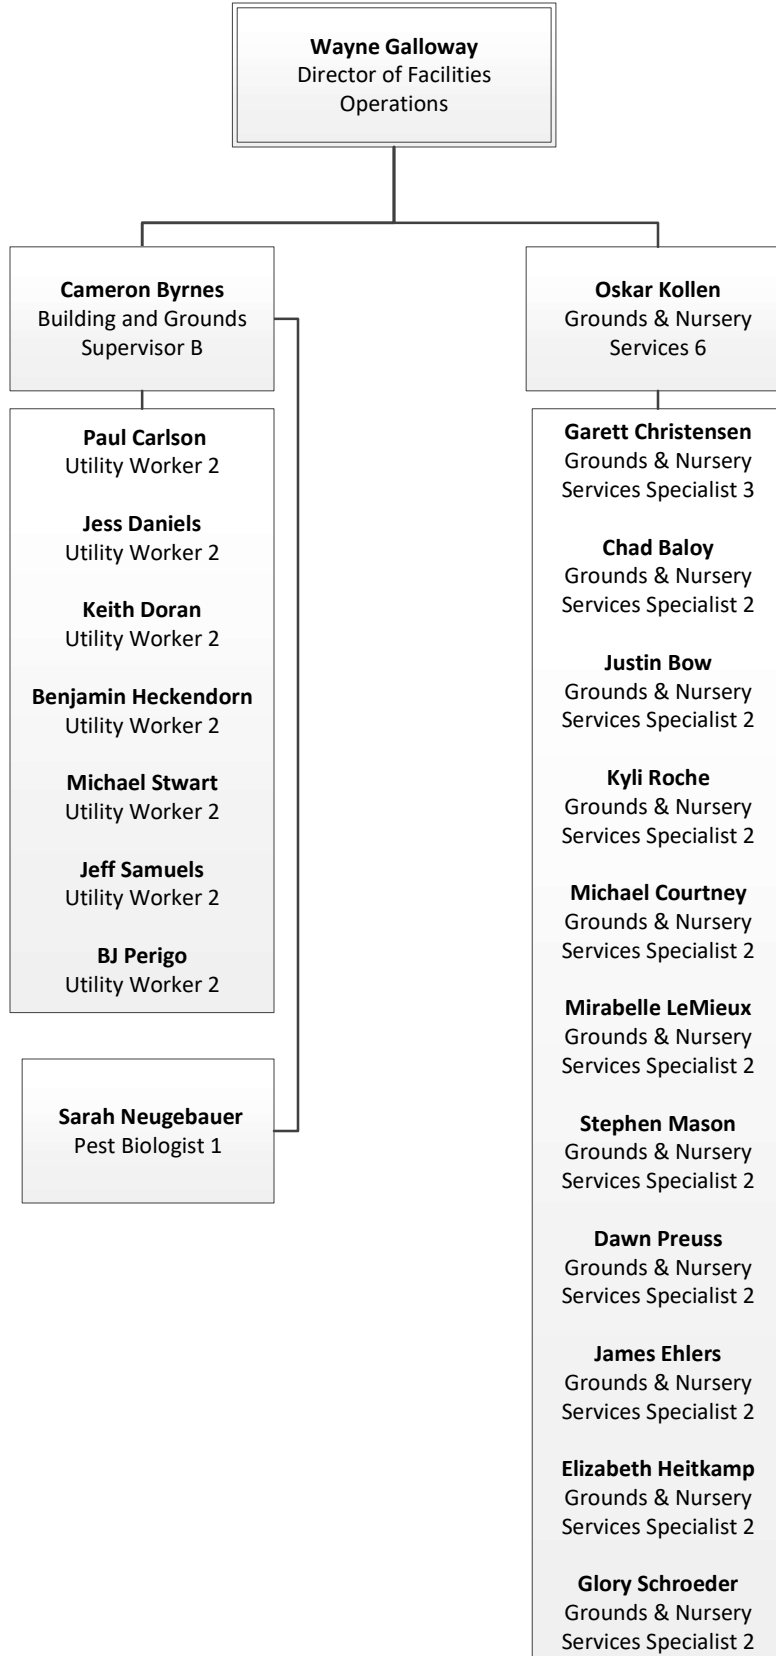 Wayne Galloway
Director of Facilities
Operations
Cameron Byrnes
Building and Grounds
Supervisor B
Paul Carlson
Utility Worker 2
Jess Daniels
Utility Worker 2
Keith Doran
Utility Worker 2
Benjamin Heckendorn
Utility Worker 2
Michael Stwart
Utility Worker 2
Jeff Samuels
Utility Worker 2
BJ Perigo
Utility Worker 2
Sarah Neugebauer
Pest Biologist 1
Oskar Kollen
Grounds & Nursery
Services 6
Garett Christensen
Grounds & Nursery
Services Specialist 3
Chad Baloy
Grounds & Nursery
Services Specialist 2
Justin Bow
Grounds & Nursery
Services Specialist 2
Kyli Roche
Grounds & Nursery
Services Specialist 2
Michael Courtney
Grounds & Nursery
Services Specialist 2
Mirabelle LeMieux
Grounds & Nursery
Services Specialist 2
Stephen Mason
Grounds & Nursery
Services Specialist 2
Dawn Preuss
Grounds & Nursery
Services Specialist 2
James Ehlers
Grounds & Nursery
Services Specialist 2
Elizabeth Heitkamp
Grounds & Nursery
Services Specialist 2
Glory Schroeder
Grounds & Nursery
Services Specialist 2